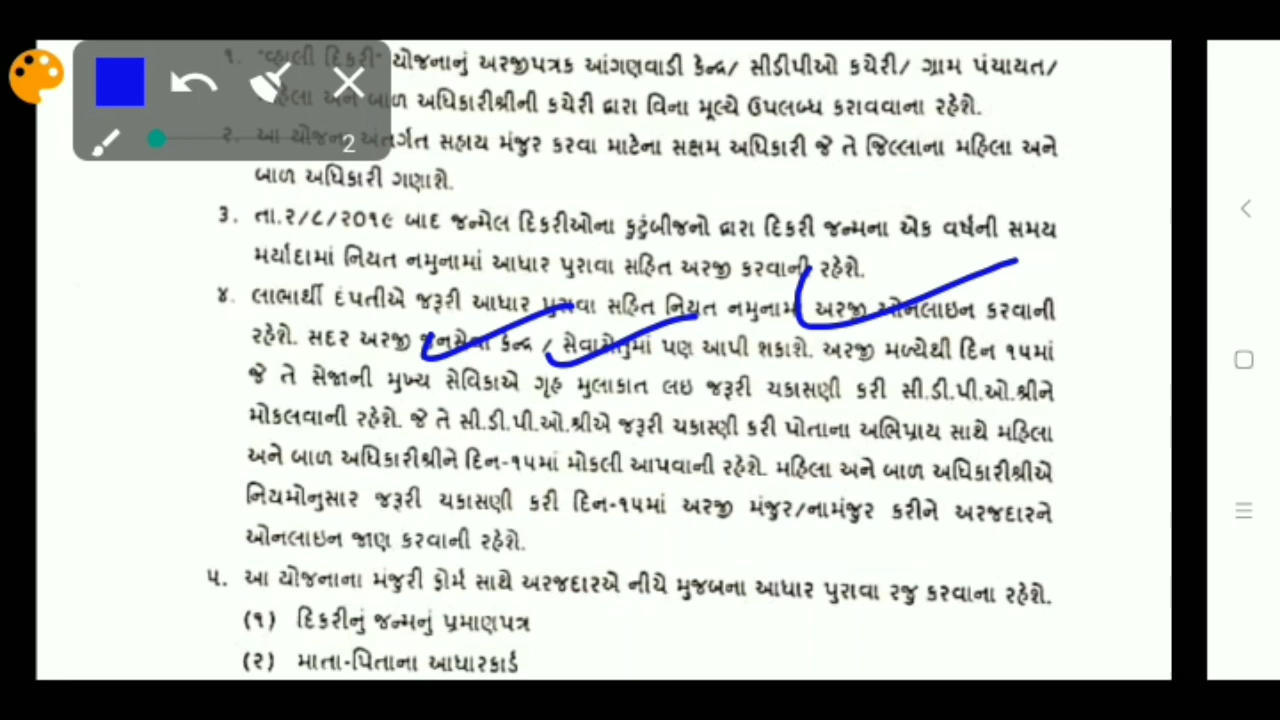 ૧. "વ્હાલી દિકરી" યોજનાનું અરજીપત્રક આંગણવાડી કેન્દ્ર/ સીડીપીઓ કચેરી/ ગ્રામ પંચાયત/
મહિલા અને બાળ અધિકારીશ્રીની કચેરી દ્વારા વિના મૂલ્યે ઉપલબ્ધ કરાવવાના રહેશે.
૨. આ યોજના અંતર્ગત સહાય મંજુર કરવા માટેના સક્ષમ અધિકારી જે તે જિલ્લાના મહિલા અને
2
બાળ અધિકારી ગણાશે.
૩. તા.૨/૮/૨૦૧૯ બાદ જન્મેલ દિકરીઓના કુટુંબીજનો દ્વારા દિકરી જન્મના એક વર્ષની સમય
મર્યાદામાં નિયત નમુનામાં આધાર પુરાવા સહિત અરજી કરવાની રહેશે.
૪. લાભાર્થી દંપતીએ જરૂરી આધાર પુરાવા સહિત નિયત નમુનામાં અરજી ઓનલાઇન કરવાની
રહેશે. સદર અરજી જનસેવા કેન્દ્ર / સેવાસેતુમાં પણ આપી શકાશે. અરજી મળ્યેથી દિન ૧૫માં
જે તે સેજાની મુખ્ય સેવિકાએ ગૃહ મુલાકાત લઇ જરૂરી ચકાસણી કરી સી.ડી.પી.ઓ.શ્રીને
મોકલવાની રહેશે. જે તે સી.ડી.પી.ઓ.શ્રીએ જરૂરી ચકાસ્ણી કરી પોતાના અભિપ્રાય સાથે મહિલા
અને બાળ અધિકારીશ્રીને દિન-૧૫માં મોકલી આપવાની રહેશે. મહિલા અને બાળ અધિકારીશ્રીએ
નિયમોનુસાર જરૂરી ચકાસણી કરી દિન-૧૫માં અરજી મંજુર/નામંજુર કરીને અરજદારને
ઓનલાઇન જાણ કરવાની રહેશે.
૫. આ યોજનાના મંજુરી ફોર્મ સાથે અરજદારએ નીચે મુજબના આધાર પુરાવા રજુ કરવાના રહેશે.
(૧) દિકરીનું જન્મનું પ્રમાણપત્ર
(૨) માતા-પિતાના આધારકાર્ડ